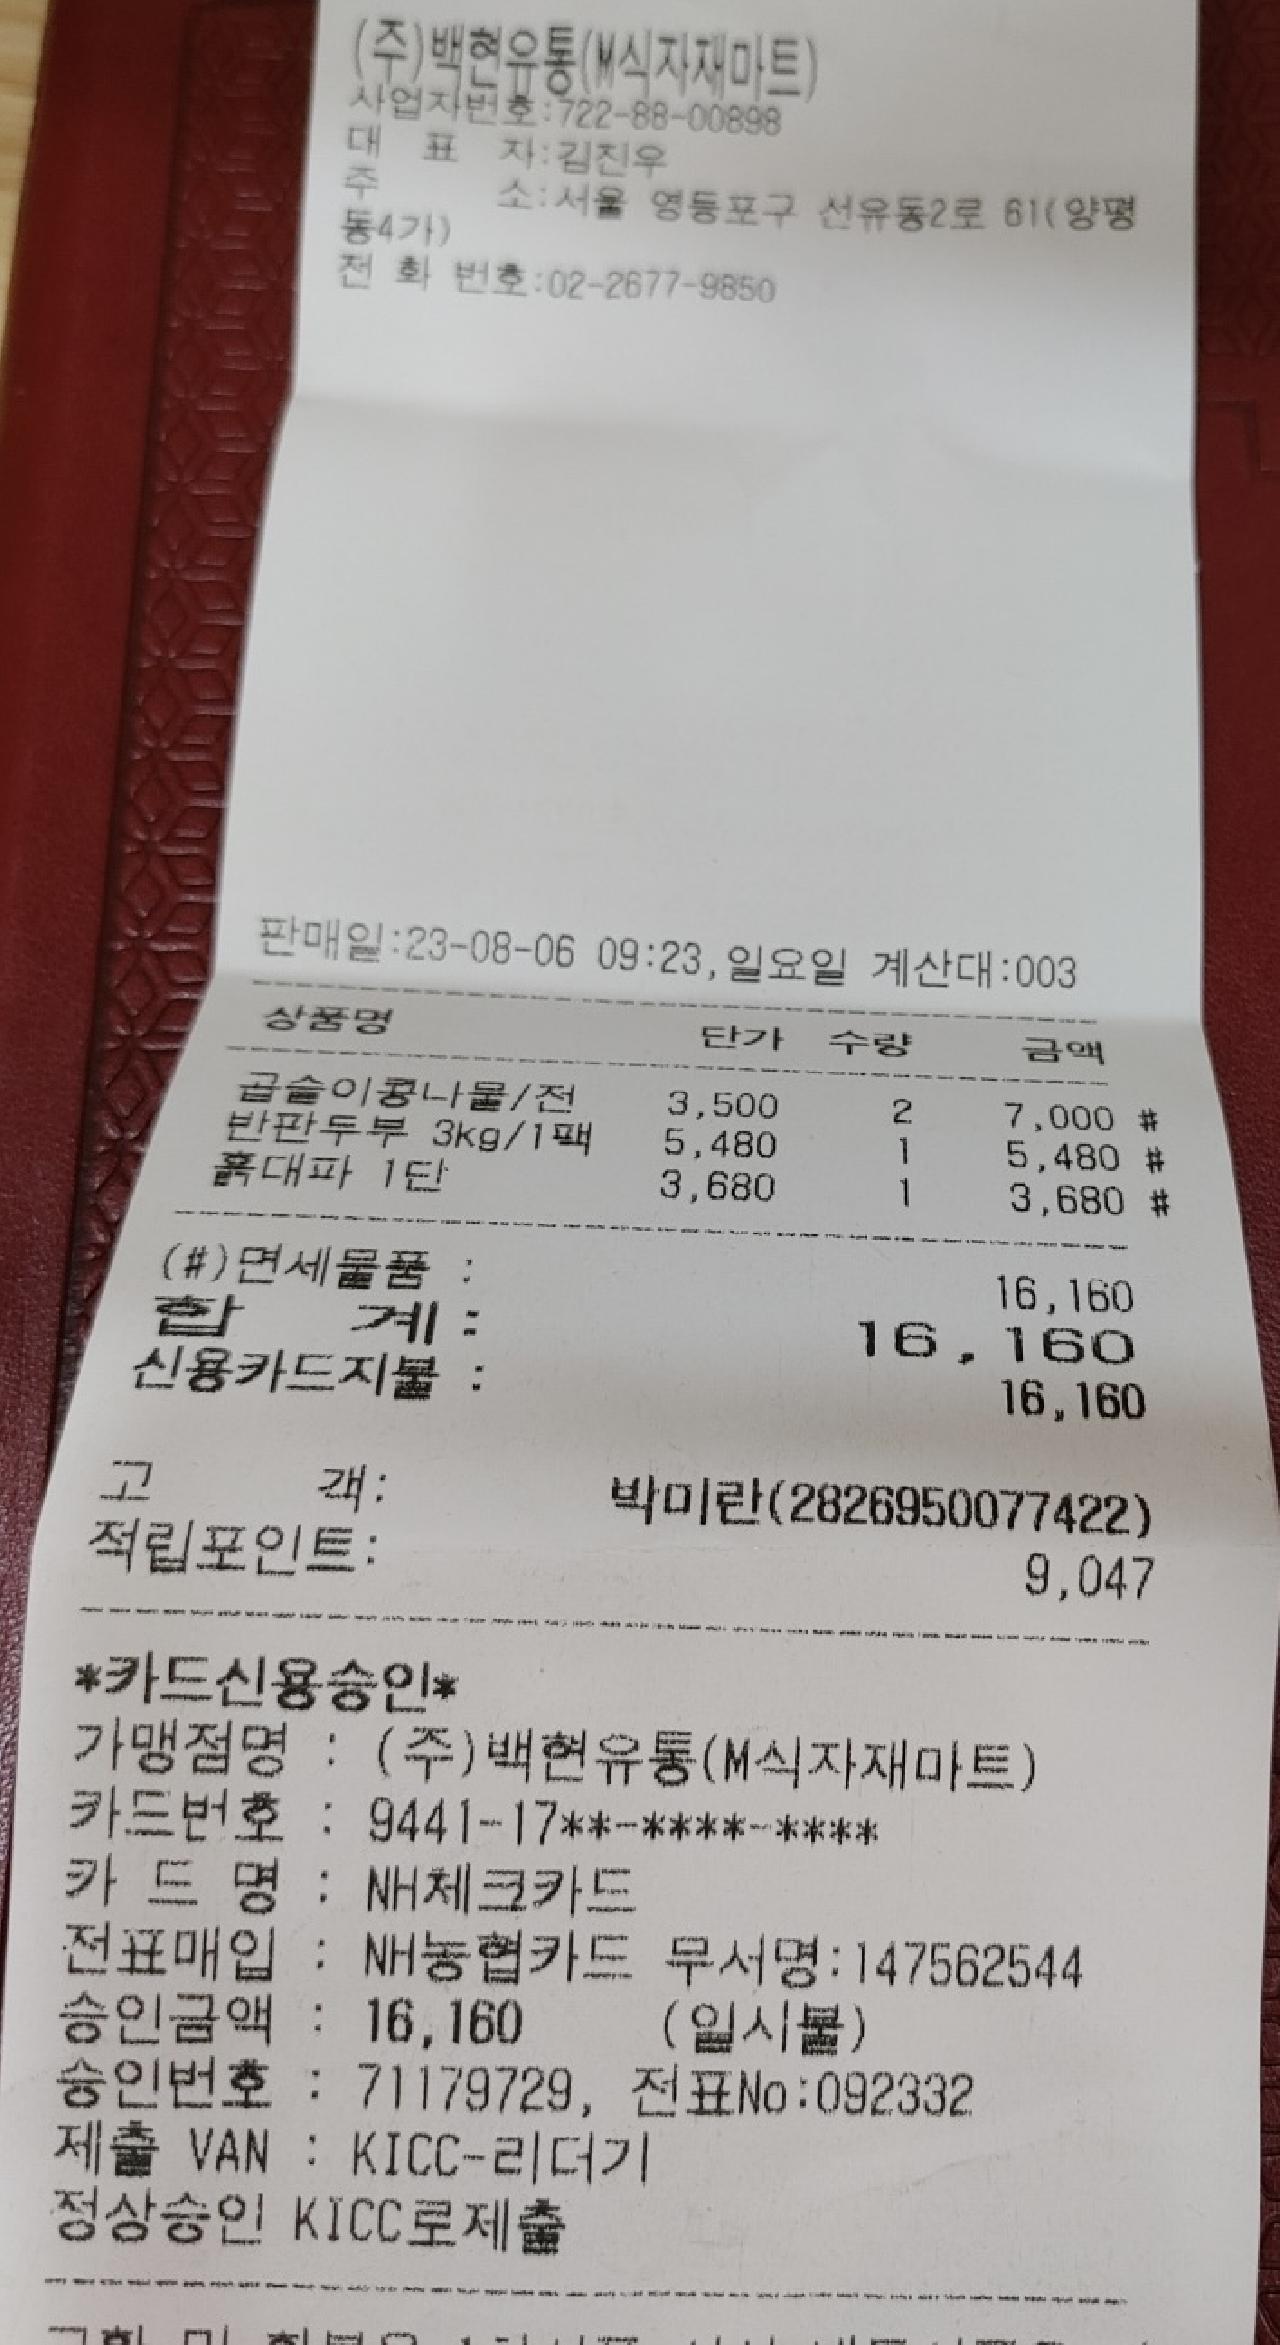 (주)백현유통(M식자재마트)
사업자번호:722-88-00898
대 표 자:김진우
주 소:서울 영등포구 선유동2로 61(양평
동4가)
전 화 번호:02-2677-9850
판매일:23-08-06 09:23,일요일 계산대:003
상품명 단가 수량 금액
곱슬이콩나물/전 3,500 2 7,000 #
반판두부 3kg/1팩 5,480 1 5,480 #
흙대파 1단 3,680 1 3,680 #
(#)면세물품 : 16,160
합 계 : 16,160
신용카드지불 : 16,160
고 객: 박미란(2826950077422)
적립포인트: 9,047
*카드신용승인*
가맹점명 : (주)백현유통(M식자재마트)
카드번호 : 9441-17**-****-****
카 드 명 : NH체크카드
전표매입 : NH농협카드 무서명:147562544
승인금액 : 16,160 (일시불)
승인번호 : 71179729, 전표No:092332
제출 VAN : KICC-리더기
정상승인 KICC로제출